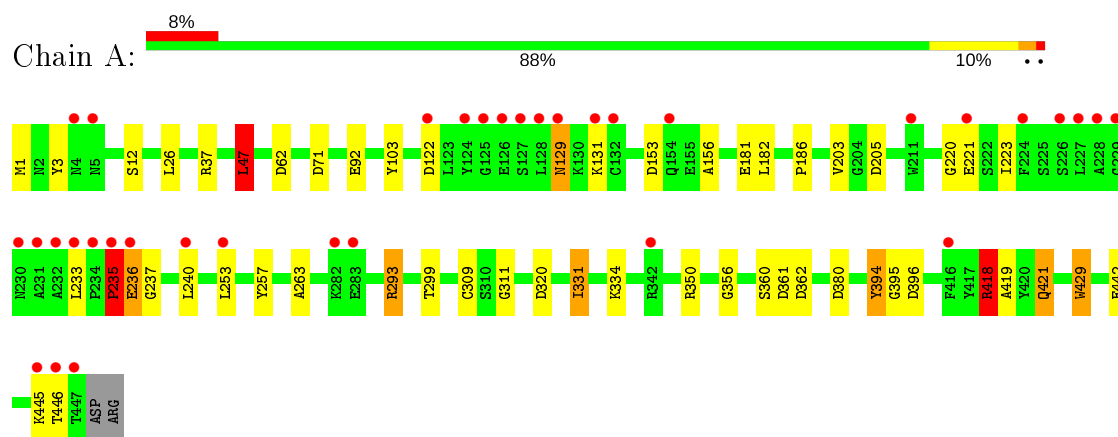 8%
Chain A:
88%
10%
M1 N2 Y3 N4 N5 S12 L26 R37 L47 D62 D71 E92 Y103 D122 L123 Y124 G125 E126 S127 L128 N129 K130 K131 C132 D153 Q154 E155 A156 E181 L182 P186 V203 G204 D205 W211 G220 E221 S222 I223 F224 S225 S226 L227 A228
N230 A231 A232 L233 P234 P235 E236 G237 L240 L253 Y257 A263 K282 E283 R293 T299 C309 S310 G311 D320 I331 K334 R342 R350 G356 S360 D361 D362 D380 Y394 G395 D396 F416 Y417 R418 A419 Y420 Q421 W429
K445 T446 T447 ASP ARG